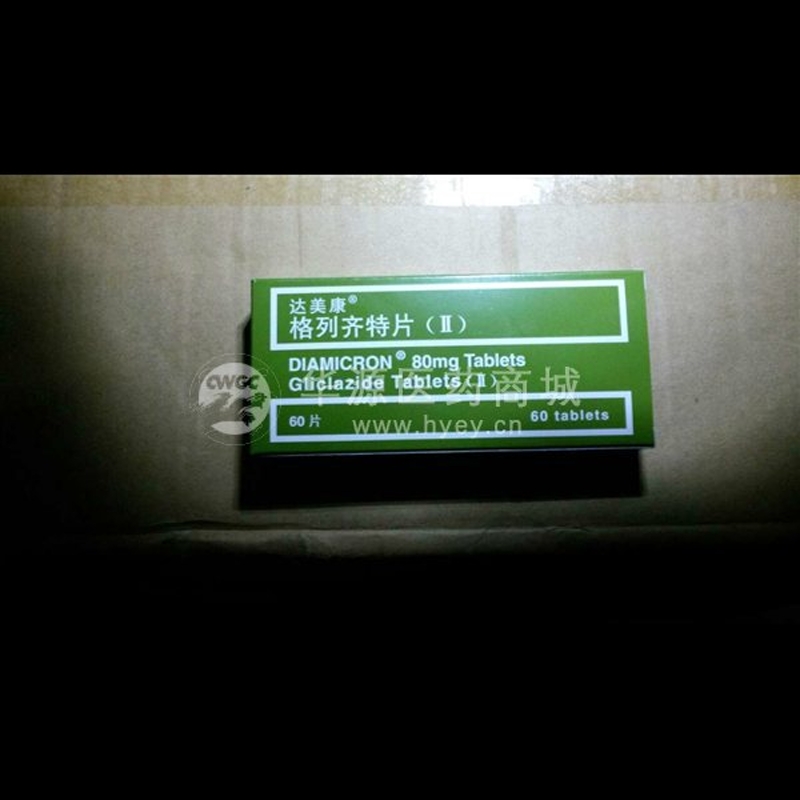 达美康®
格列齐特片（Ⅱ）
DIAMICRON® 80mg Tablets
Gliclazide Tablets（Ⅱ）
60片
60 tablets
CWGC
华源医药商城
www.hyey.cn